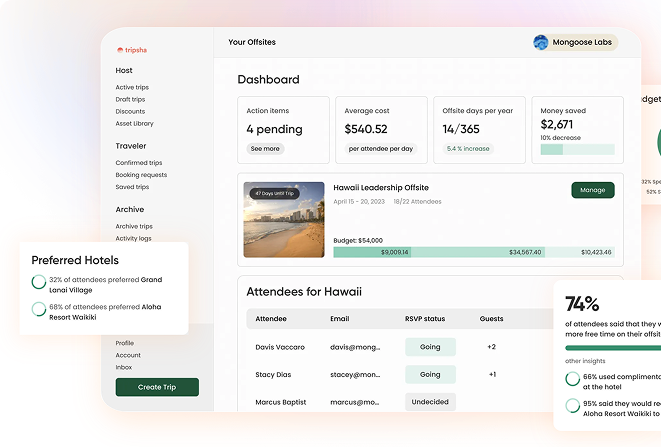 tripsha
Host
Active trips
Draft trips
Discounts
Asset Library
Traveler
Confirmed trips
Booking requests
Saved trips
Archive
Archive trips
Activity logs
Preferred Hotels
32% of attendees preferred Grand
Lanai Village
68% of attendees preferred Aloha
Resort Waikiki
Profile
Account
Inbox
Create Trip
Your Offsites
Mongoose Labs
Dashboard
Action items
4 pending
See more
Average cost
$540.52
per attendee per day
Offsite days per year
14/365
5.4 % increase
Money saved
$2,671
10% decrease
47 Days Until Trip
Hawaii Leadership Offsite
April 15 - 20, 2023 18/22 Attendees
Manage
Budget: $54,000
$9,009.14 $34,567.40 $10,423.46
Attendees for Hawaii
Attendee Email RSVP status Guests
Davis Vaccaro davis@mong... Going +2
Stacy Dias stacey@mon... Going +1
Marcus Baptist marcus@mo... Undecided
dget
32% Spe
52% S
74%
of attendees said that they w
more free time on their offsit
other insights
66% used complimenta
at the hotel
95% said they would re
Aloha Resort Waikiki to